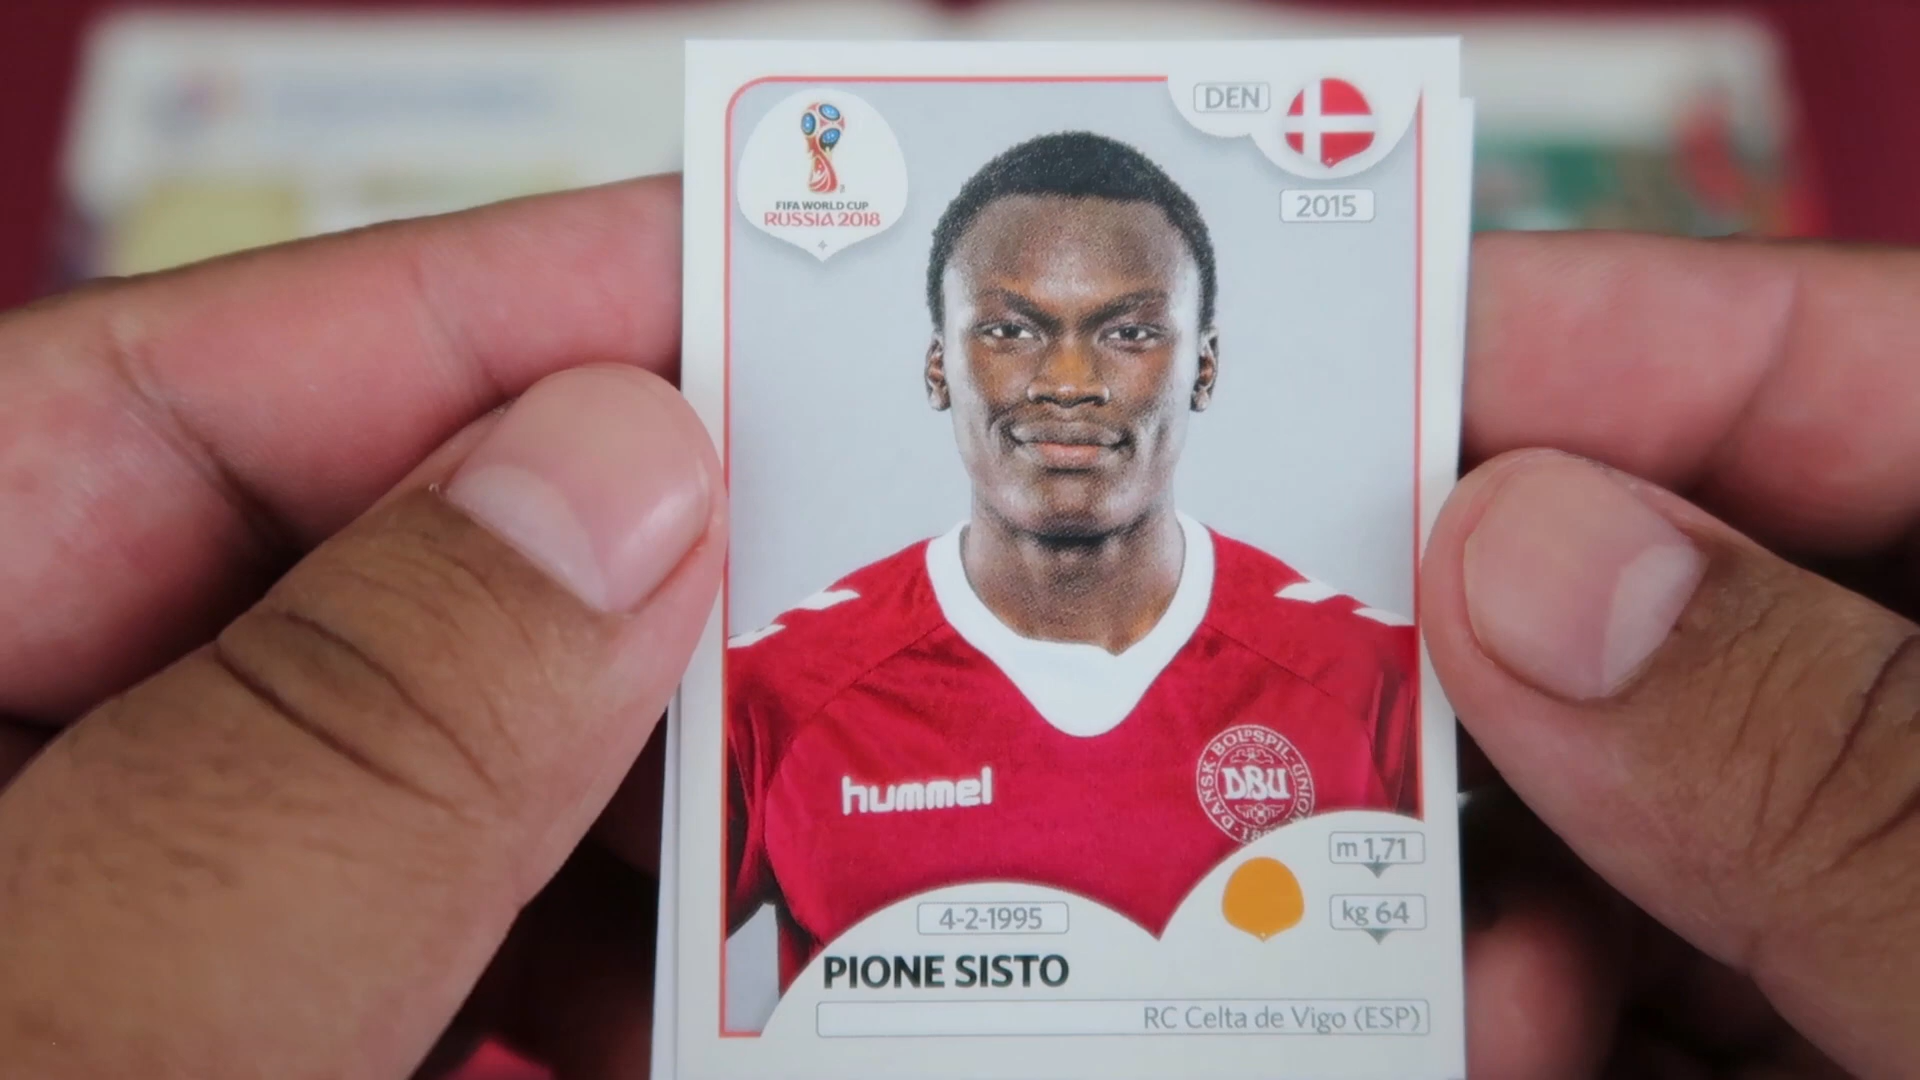 DEN
FIFA WORLD CUP
RUSSIA 2018
2015
hummel
DANSK BOLDSPIL-UNION
DBU
m 1,71
kg 64
4-2-1995
PIONE SISTO
RC Celta de Vigo (ESP)